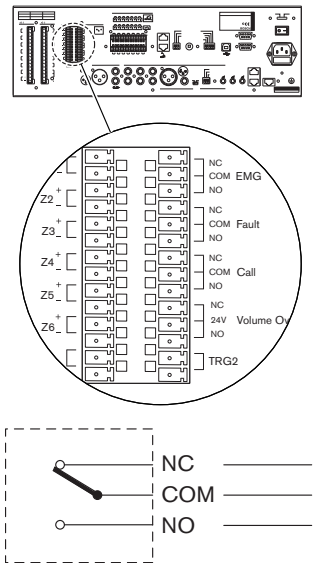 NC
COM EMG
NO
Z2 + -
NC
Z3 + -
COM Fault
NO
Z4 + -
NC
COM Call
NO
Z5 + -
NC
Z6 + -
24V Volume Ov
NO
TRG2
NC
COM
NO